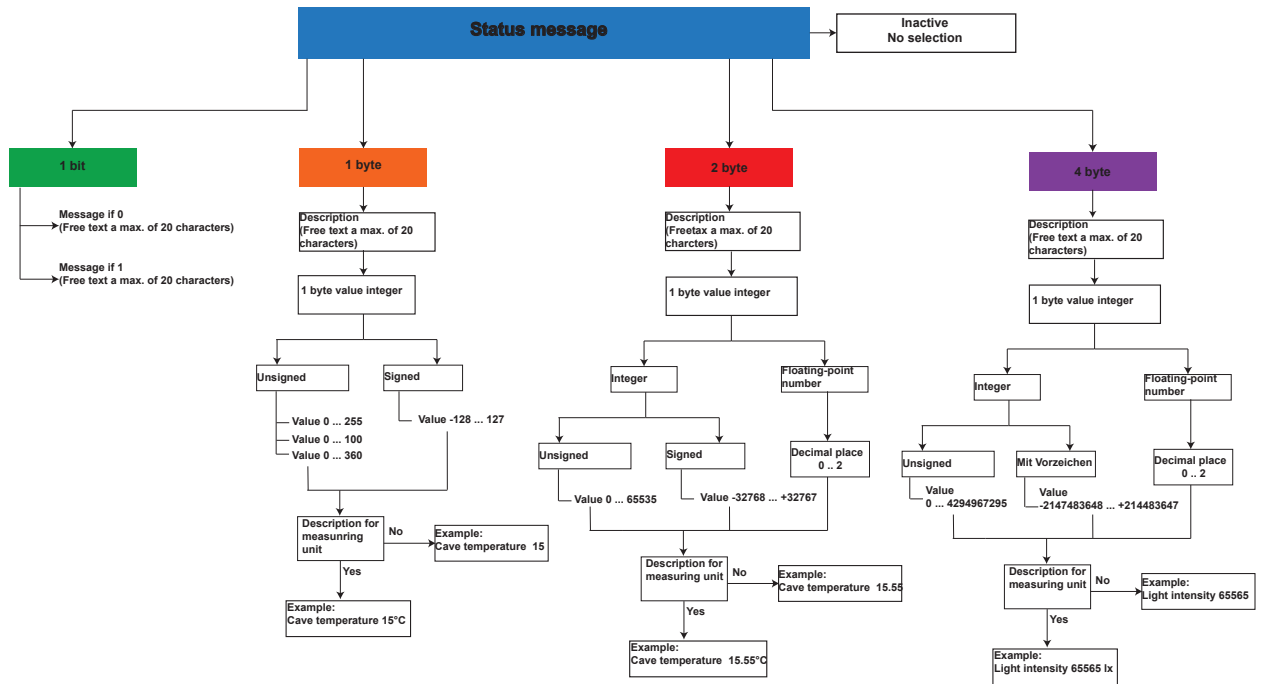 Status message
Inactive
No selection
1 bit
Message if 0
(Free text a max. of 20 characters)
Message if 1
(Free text a max. of 20 characters)
1 byte
Description
(Free text a max. of 20
characters)
1 byte value integer
Unsigned
Signed
Value 0 ... 255
Value 0 ... 100
Value 0 ... 360
Value -128 ... 127
Description for
measunring
unit
No
Example:
Cave temperature 15
Yes
Example:
Cave temperature 15°C
2 byte
Description
(Freetax a max. of 20
charcters)
1 byte value integer
Integer
Floating-point
number
Unsigned
Signed
Decimal place
0 .. 2
Value 0 ... 65535
Value -32768 ... +32767
Description for
measuring unit
No
Example:
Cave temperature 15.55
Yes
Example:
Cave temperature 15.55°C
4 byte
Description
(Free text a max. of 20
characters)
1 byte value integer
Integer
Floating-point
number
Unsigned
Mit Vorzeichen
Decimal place
0 .. 2
Value
0 ... 4294967295
Value
-2147483648 ... +214483647
Description for
measuring unit
No
Example:
Light intensity 65565
Yes
Example:
Light intensity 65565 lx